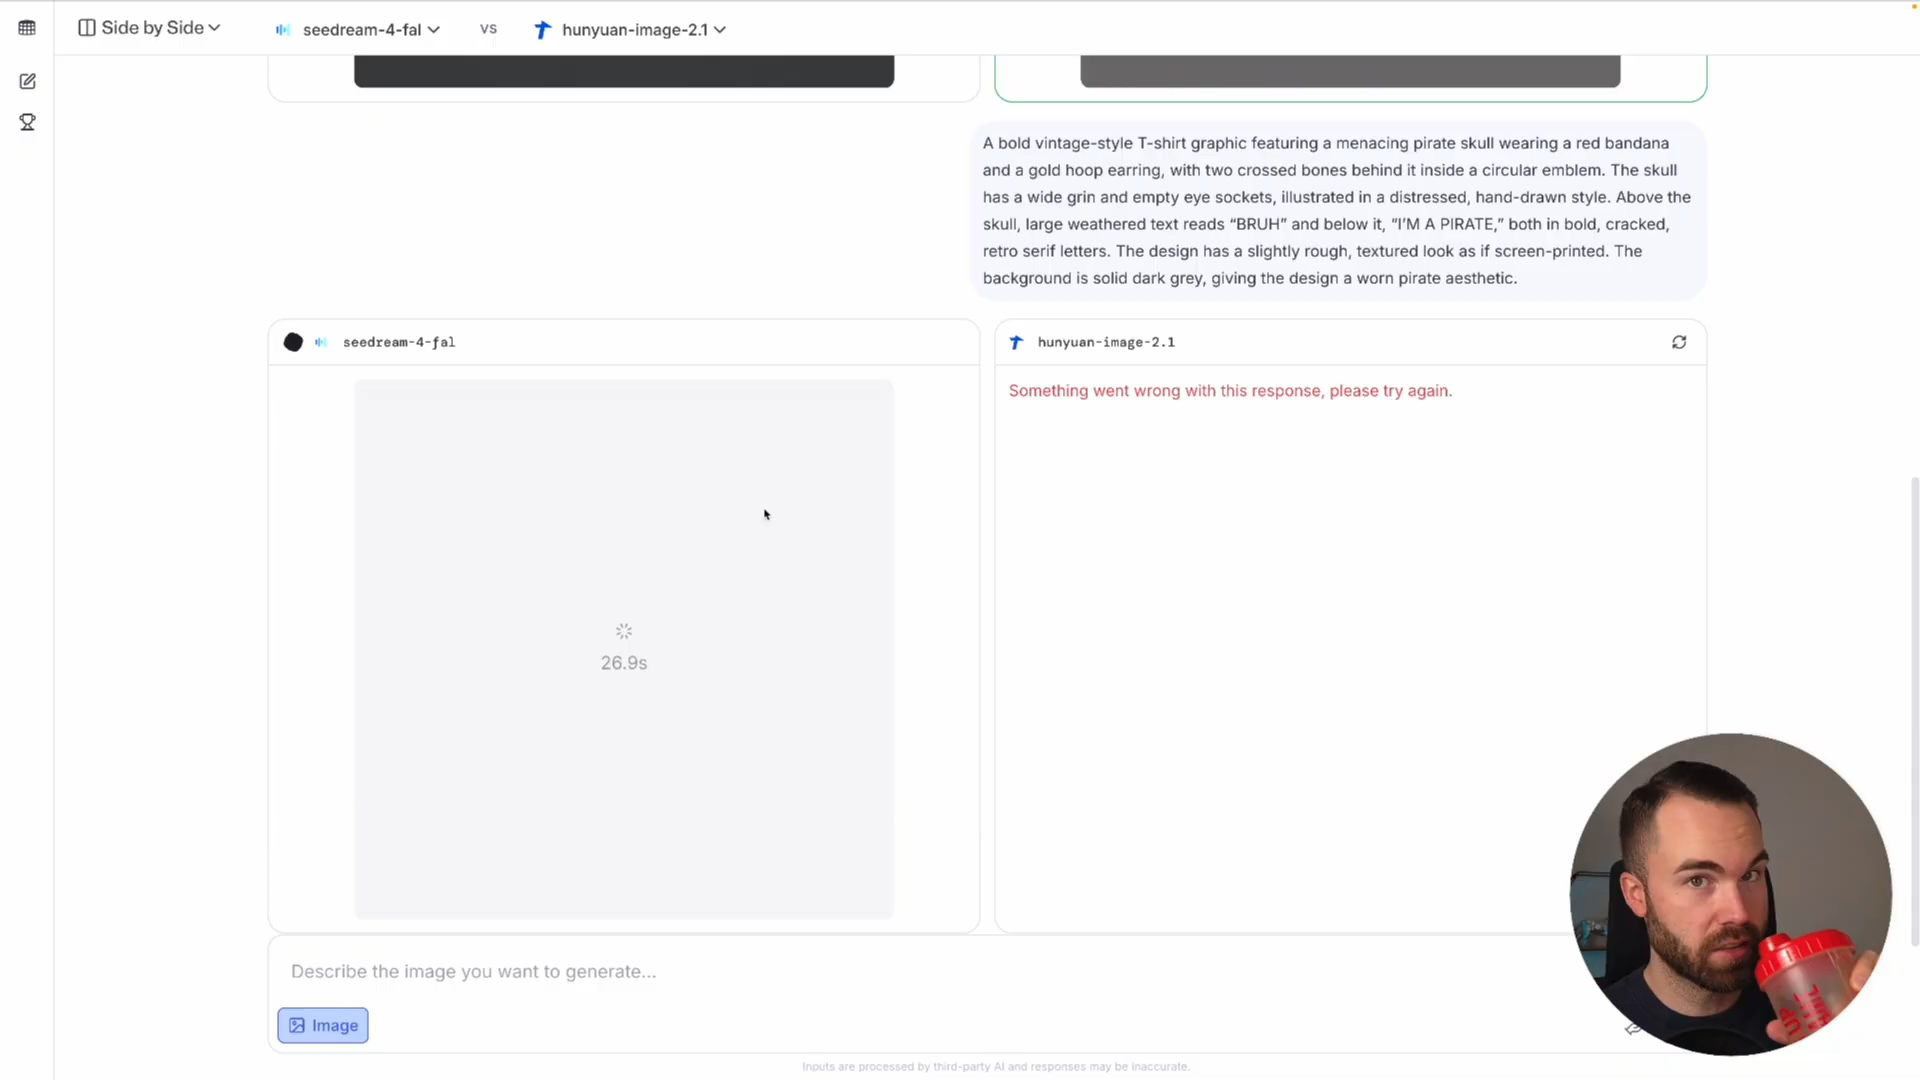 Side by Side
seedream-4-fal
VS
hunyuan-image-2.1
A bold vintage-style T-shirt graphic featuring a menacing pirate skull wearing a red bandana
and a gold hoop earring, with two crossed bones behind it inside a circular emblem. The skull
has a wide grin and empty eye sockets, illustrated in a distressed, hand-drawn style. Above the
skull, large weathered text reads “BRUH” and below it, “I’M A PIRATE,” both in bold, cracked,
retro serif letters. The design has a slightly rough, textured look as if screen-printed. The
background is solid dark grey, giving the design a worn pirate aesthetic.
seedream-4-fal
hunyuan-image-2.1
Something went wrong with this response, please try again.
26.9s
Describe the image you want to generate...
Image
Inputs are processed by third-party AI and responses may be inaccurate.